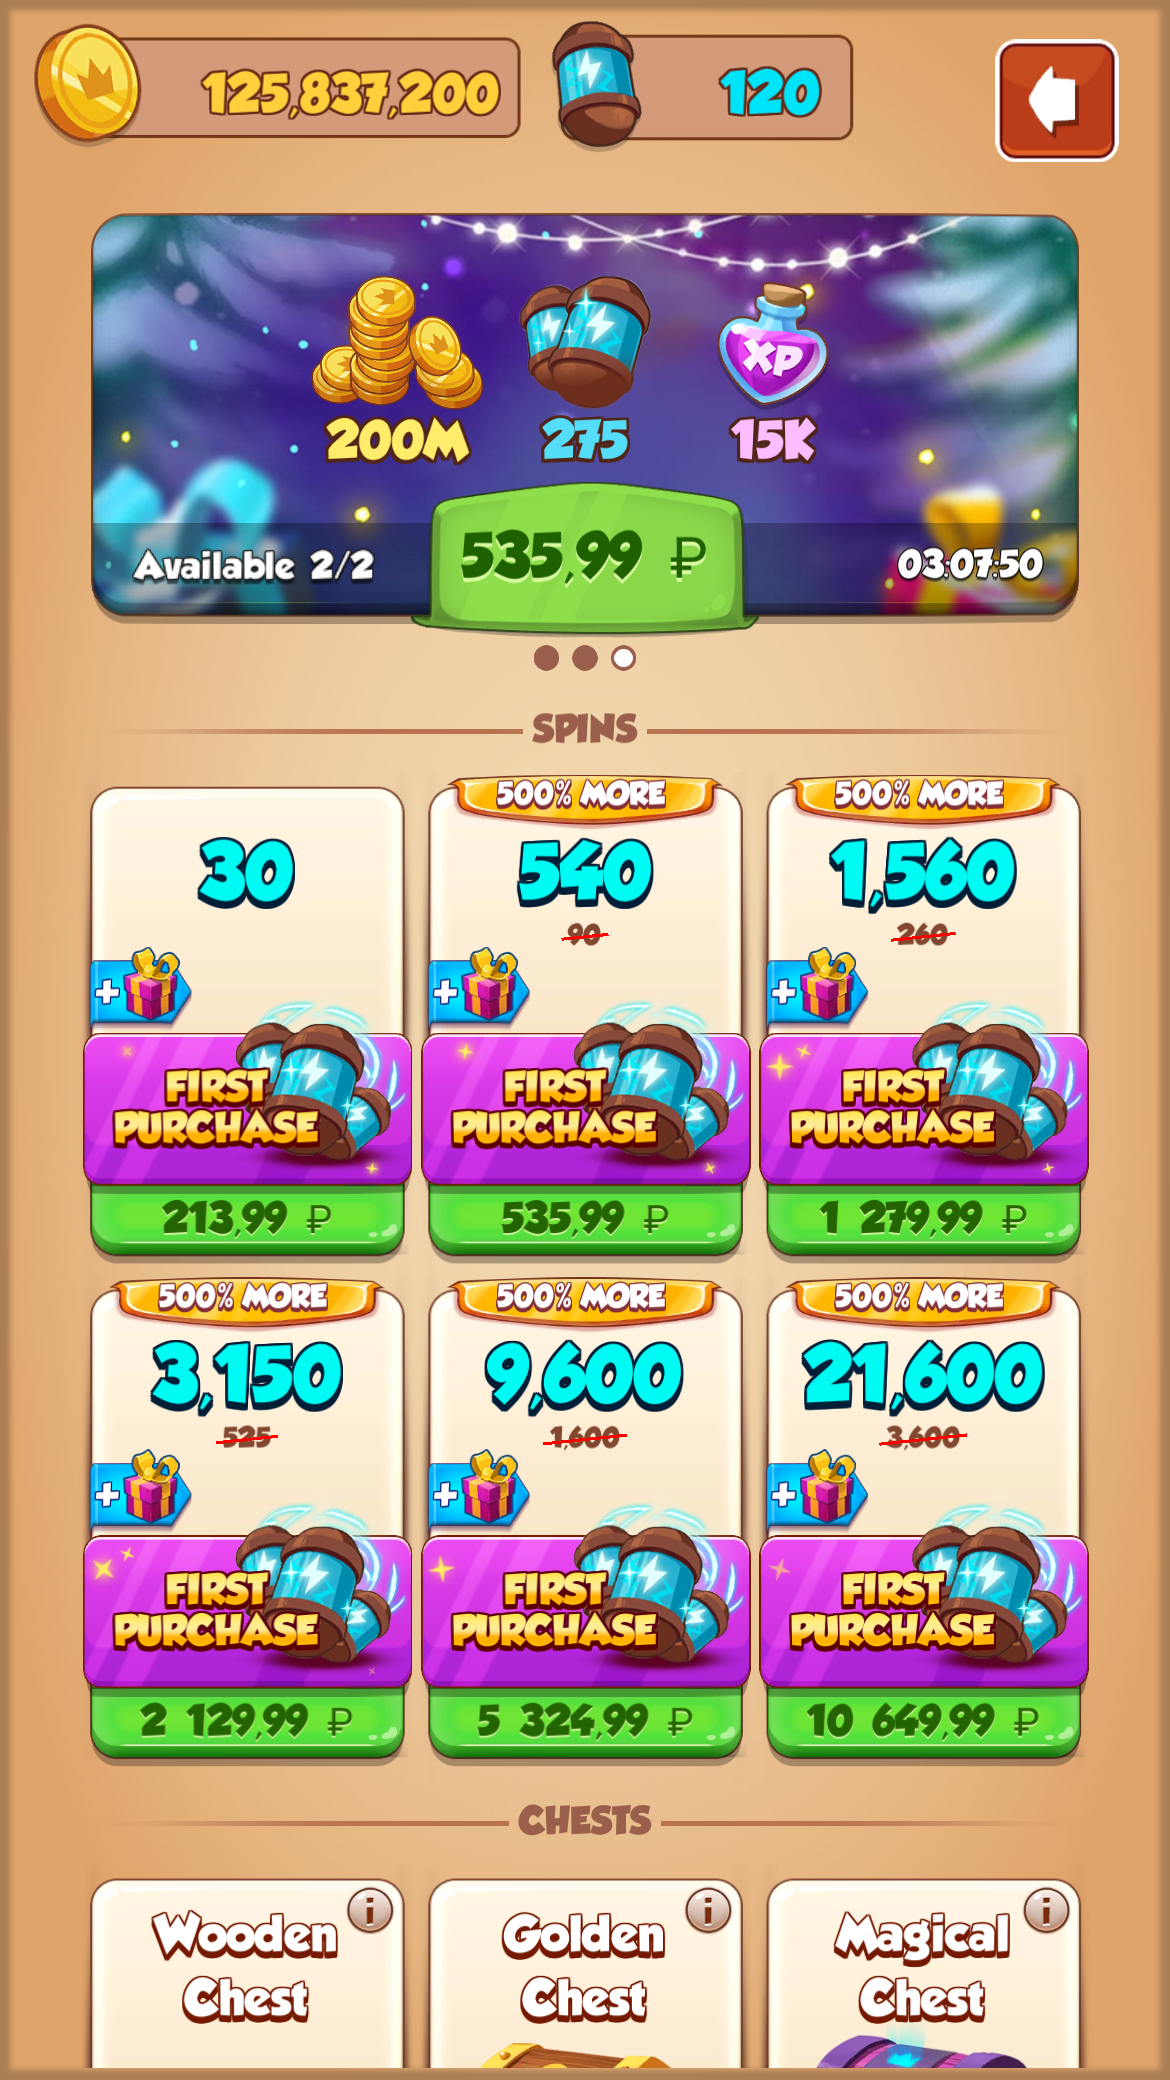 125,837,200
120
200M
275
XP
15K
Available 2/2
535,99 ₽
03:07:50
SPINS
30
+
FIRST
PURCHASE
213,99 ₽
500% MORE
540
90
+
FIRST
PURCHASE
535,99 ₽
500% MORE
1,560
260
+
FIRST
PURCHASE
1 279,99 ₽
500% MORE
3,150
525
+
FIRST
PURCHASE
2 129,99 ₽
500% MORE
9,600
1,600
+
FIRST
PURCHASE
5 324,99 ₽
500% MORE
21,600
3,600
+
FIRST
PURCHASE
10 649,99 ₽
CHESTS
Wooden
Chest
i
Golden
Chest
i
Magical
Chest
i